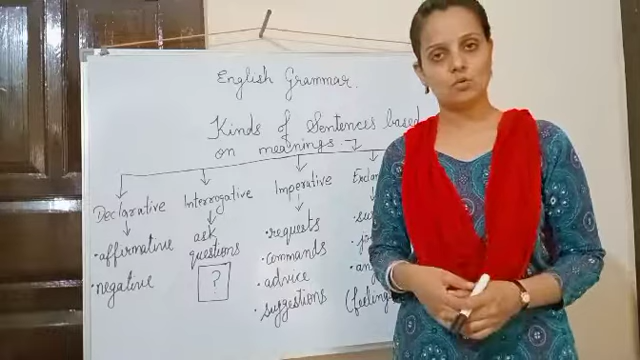 English Grammar.
Kinds of Sentences based
on meanings :-
Declarative Interrogative Imperative
• affirmative
• negative
ask
questions
?
• requests
• commands
• advice
• suggestions
(feelings